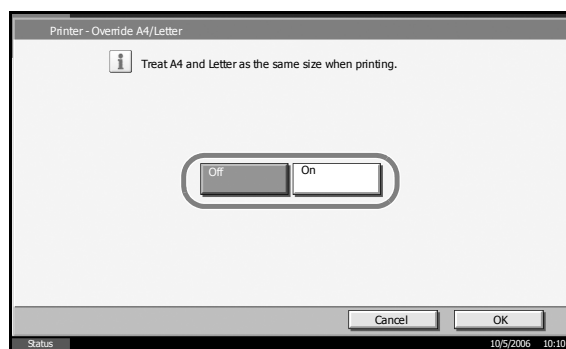 Printer - Override A4/Letter
Treat A4 and Letter as the same size when printing.
Off On
Cancel OK
Status 10/5/2006 10:10